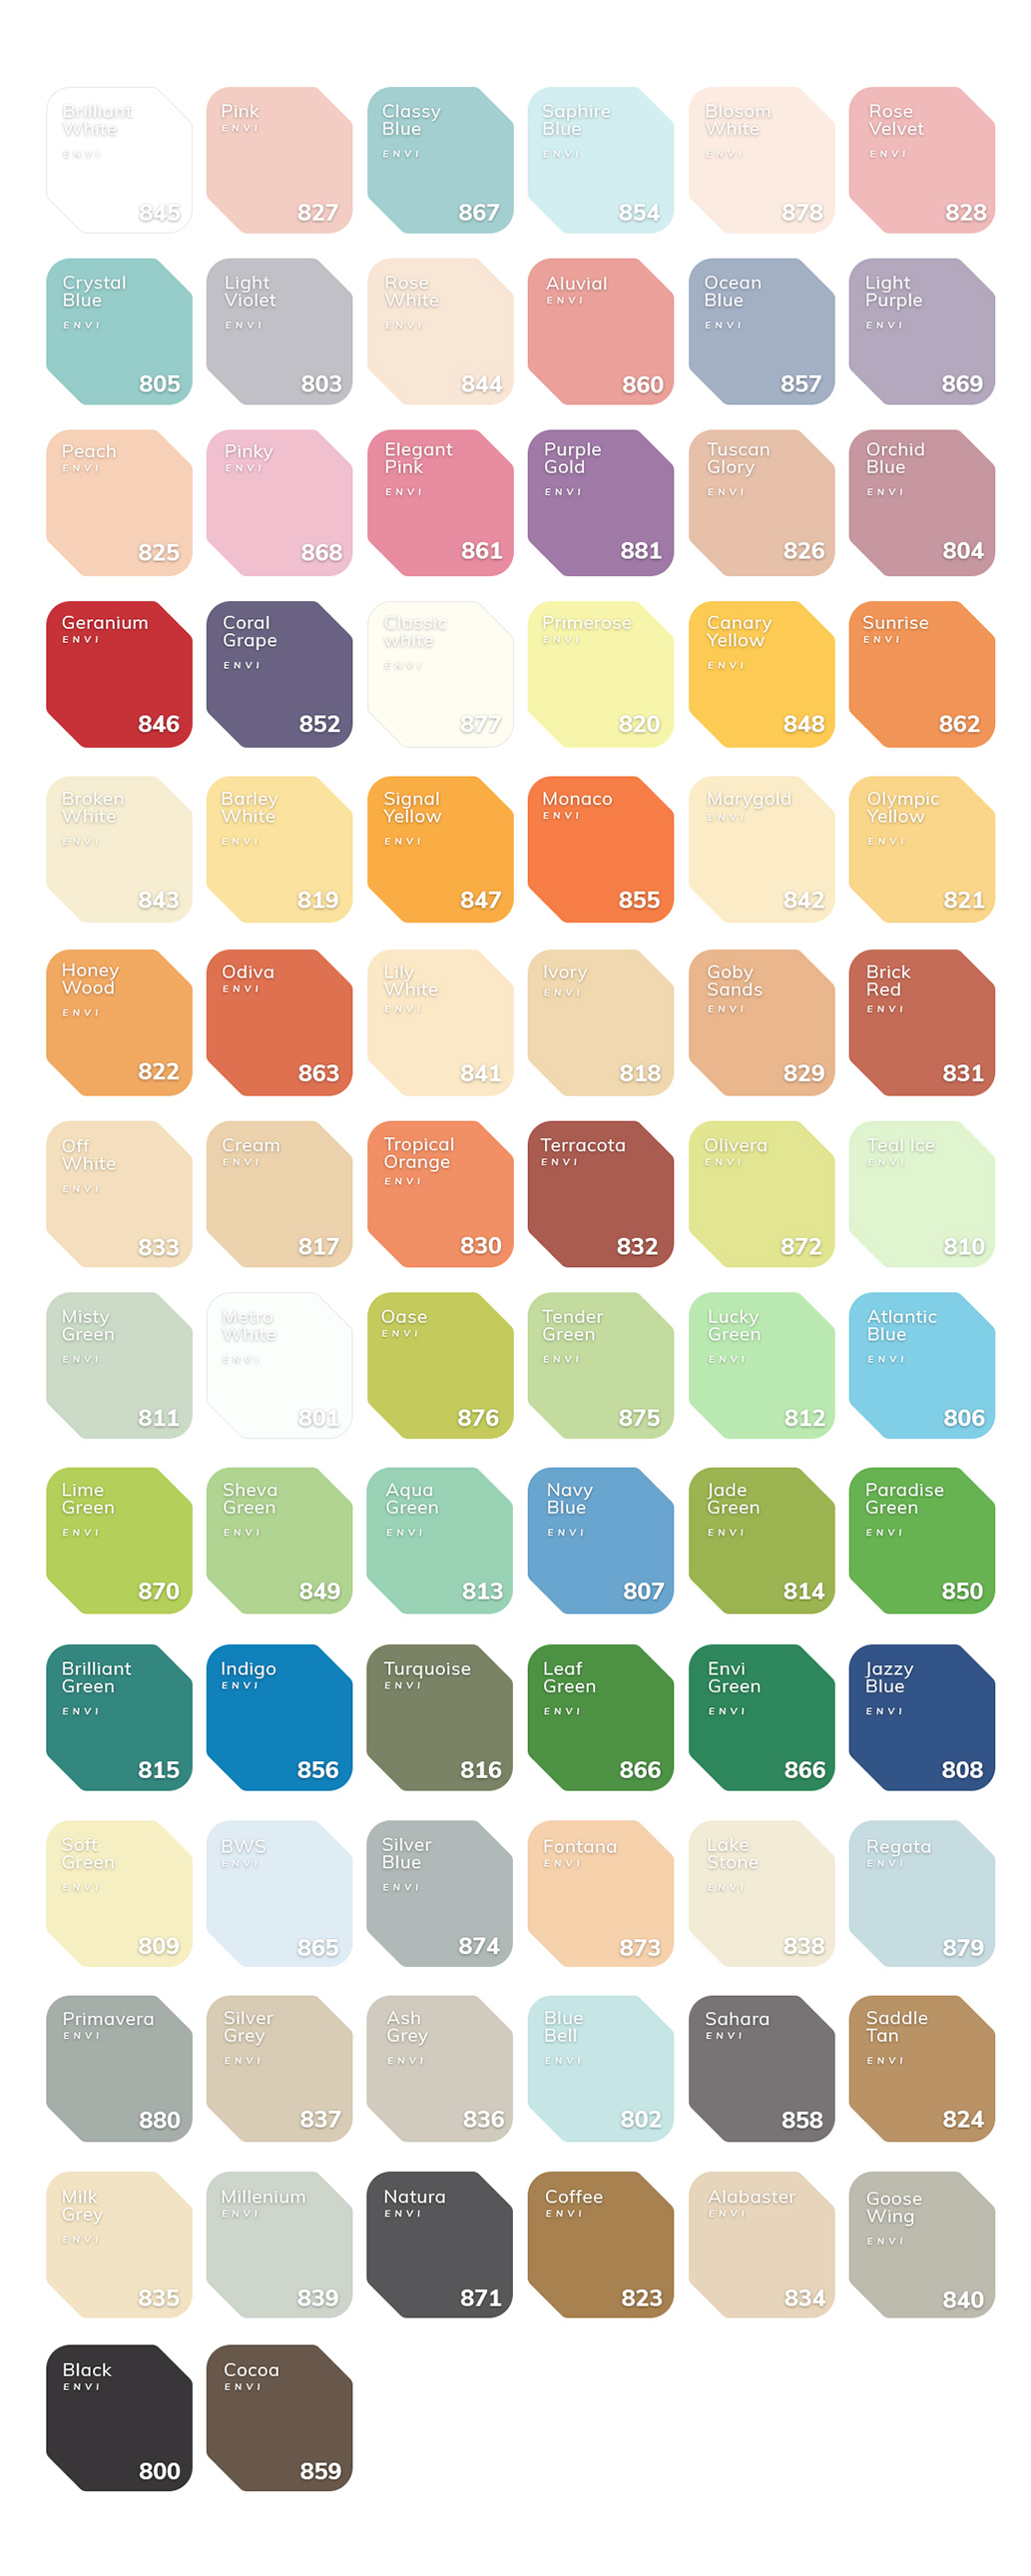 Brilliant
White
ENVI
845
Pink
ENVI
827
Classy
Blue
ENVI
867
Saphire
Blue
ENVI
854
Blosom
White
ENVI
878
Rose
Velvet
ENVI
828
Crystal
Blue
ENVI
805
Light
Violet
ENVI
803
Rose
White
ENVI
844
Aluvial
ENVI
860
Ocean
Blue
ENVI
857
Light
Purple
ENVI
869
Peach
ENVI
825
Pinky
ENVI
868
Elegant
Pink
ENVI
861
Purple
Gold
ENVI
881
Tuscan
Glory
ENVI
826
Orchid
Blue
ENVI
804
Geranium
ENVI
846
Coral
Grape
ENVI
852
Classic
white
ENVI
877
Primerose
ENVI
820
Canary
Yellow
ENVI
848
Sunrise
ENVI
862
Broken
White
ENVI
843
Barley
White
ENVI
819
Signal
Yellow
ENVI
847
Monaco
ENVI
855
Marygold
ENVI
842
Olympic
Yellow
ENVI
821
Honey
Wood
ENVI
822
Odiva
ENVI
863
Lily
White
ENVI
841
Ivory
ENVI
818
Goby
Sands
ENVI
829
Brick
Red
ENVI
831
Off
White
ENVI
833
Cream
ENVI
817
Tropical
Orange
ENVI
830
Terracota
ENVI
832
Olivera
ENVI
872
Teal Ice
ENVI
810
Misty
Green
ENVI
811
Metro
White
ENVI
801
Oase
ENVI
876
Tender
Green
ENVI
875
Lucky
Green
ENVI
812
Atlantic
Blue
ENVI
806
Lime
Green
ENVI
870
Sheva
Green
ENVI
849
Aqua
Green
ENVI
813
Navy
Blue
ENVI
807
Jade
Green
ENVI
814
Paradise
Green
ENVI
850
Brilliant
Green
ENVI
815
Indigo
ENVI
856
Turquoise
ENVI
816
Leaf
Green
ENVI
866
Envi
Green
ENVI
866
Jazzy
Blue
ENVI
808
Soft
Green
ENVI
809
BWS
ENVI
865
Silver
Blue
ENVI
874
Fontana
ENVI
873
Lake
Stone
ENVI
838
Regata
ENVI
879
Primavera
ENVI
880
Silver
Grey
ENVI
837
Ash
Grey
ENVI
836
Blue
Bell
ENVI
802
Sahara
ENVI
858
Saddle
Tan
ENVI
824
Milk
Grey
ENVI
835
Millenium
ENVI
839
Natura
ENVI
871
Coffee
ENVI
823
Alabaster
ENVI
834
Goose
Wing
ENVI
840
Black
ENVI
800
Cocoa
ENVI
859